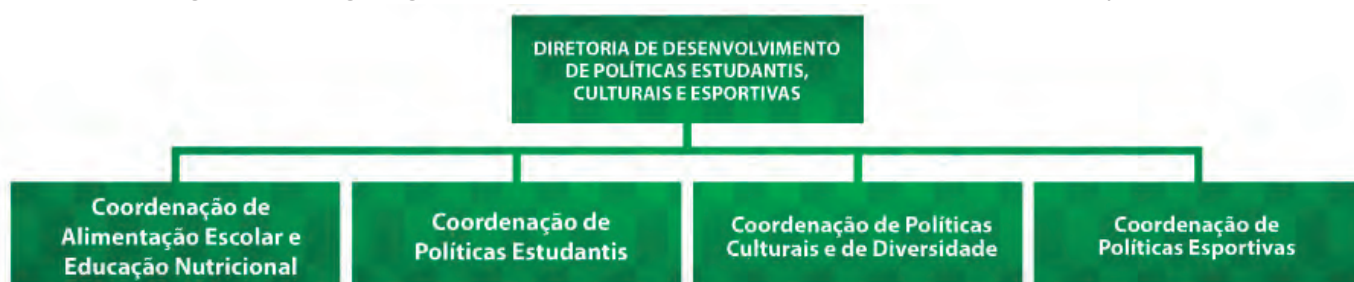 DIRETORIA DE DESENVOLVIMENTO
DE POLÍTICAS ESTUDANTIS,
CULTURAIS E ESPORTIVAS
Coordenação de
Alimentação Escolar e
Educação Nutricional
Coordenação de
Políticas Estudantis
Coordenação de Políticas
Culturais e de Diversidade
Coordenação de
Políticas Esportivas